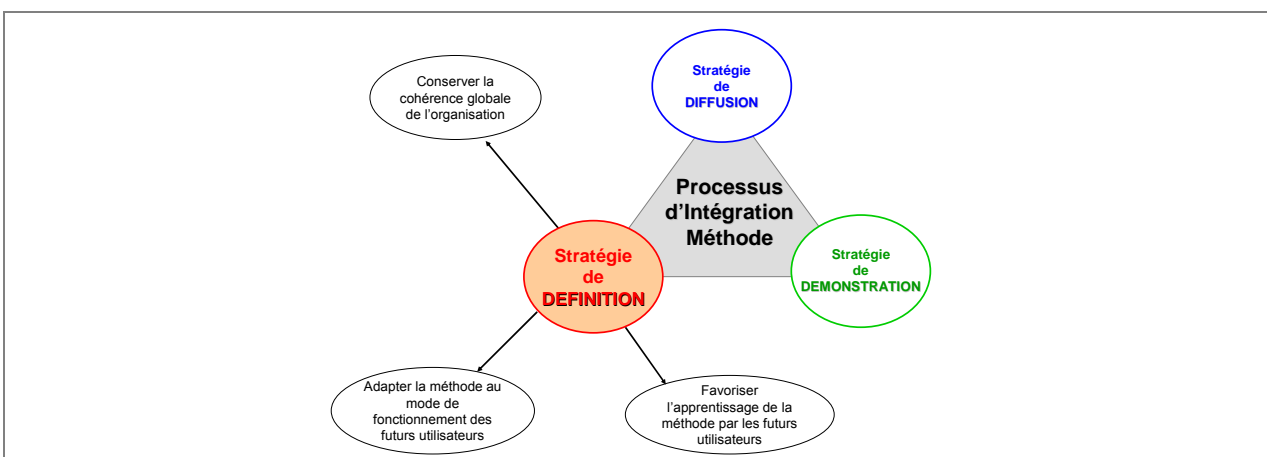 Conserver la
cohérence globale
de l'organisation
Stratégie
de
DIFFUSION
Processus
d'Intégration
Méthode
Stratégie
de
DEFINITION
Stratégie
de
DEMONSTRATION
Adapter la méthode au
mode de
fonctionnement des
futurs utilisateurs
Favoriser
l'apprentissage de la
méthode par les futurs
utilisateurs